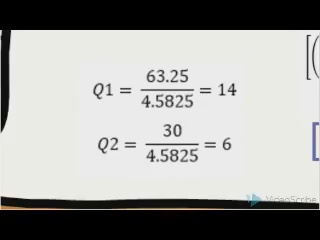 Q1 = 63.25 / 4.5825 = 14
[(
Q2 = 30 / 4.5825 = 6
[
VideoScribe